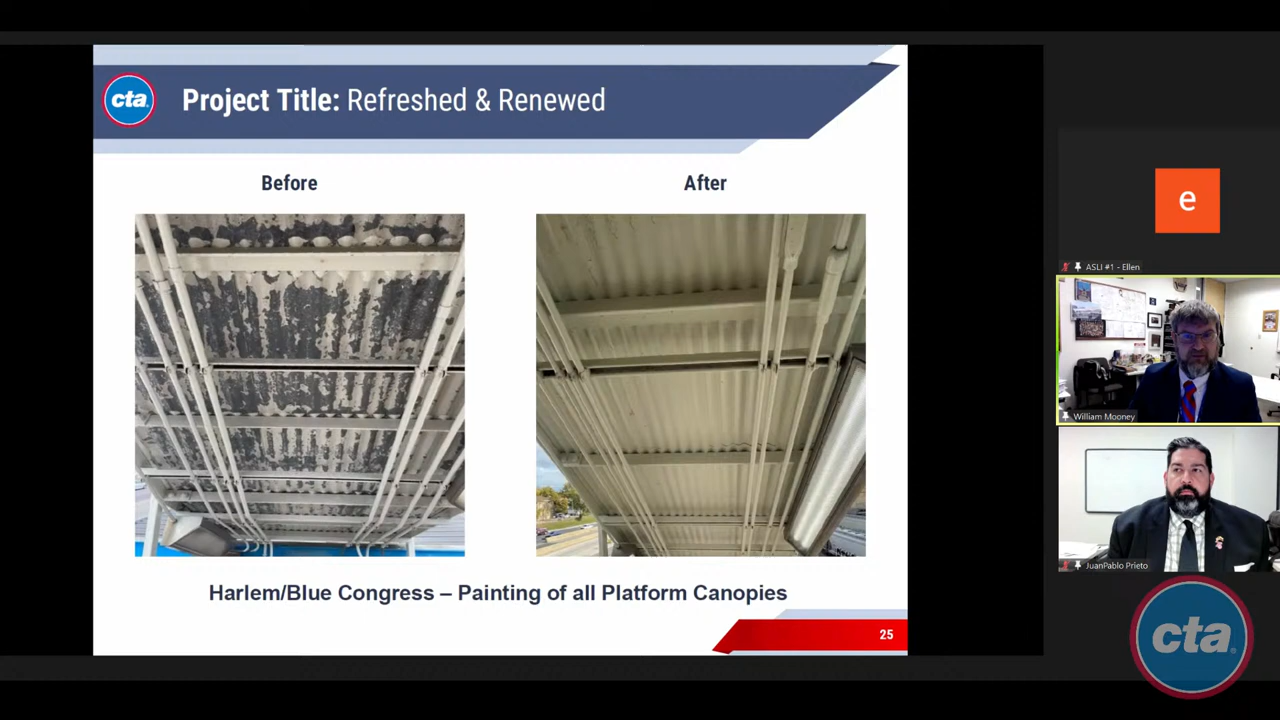 cta
Project Title: Refreshed & Renewed
Before
After
Harlem/Blue Congress – Painting of all Platform Canopies
25
e
ASLI #1 - Ellen
William Mooney
JuanPablo Prieto
cta